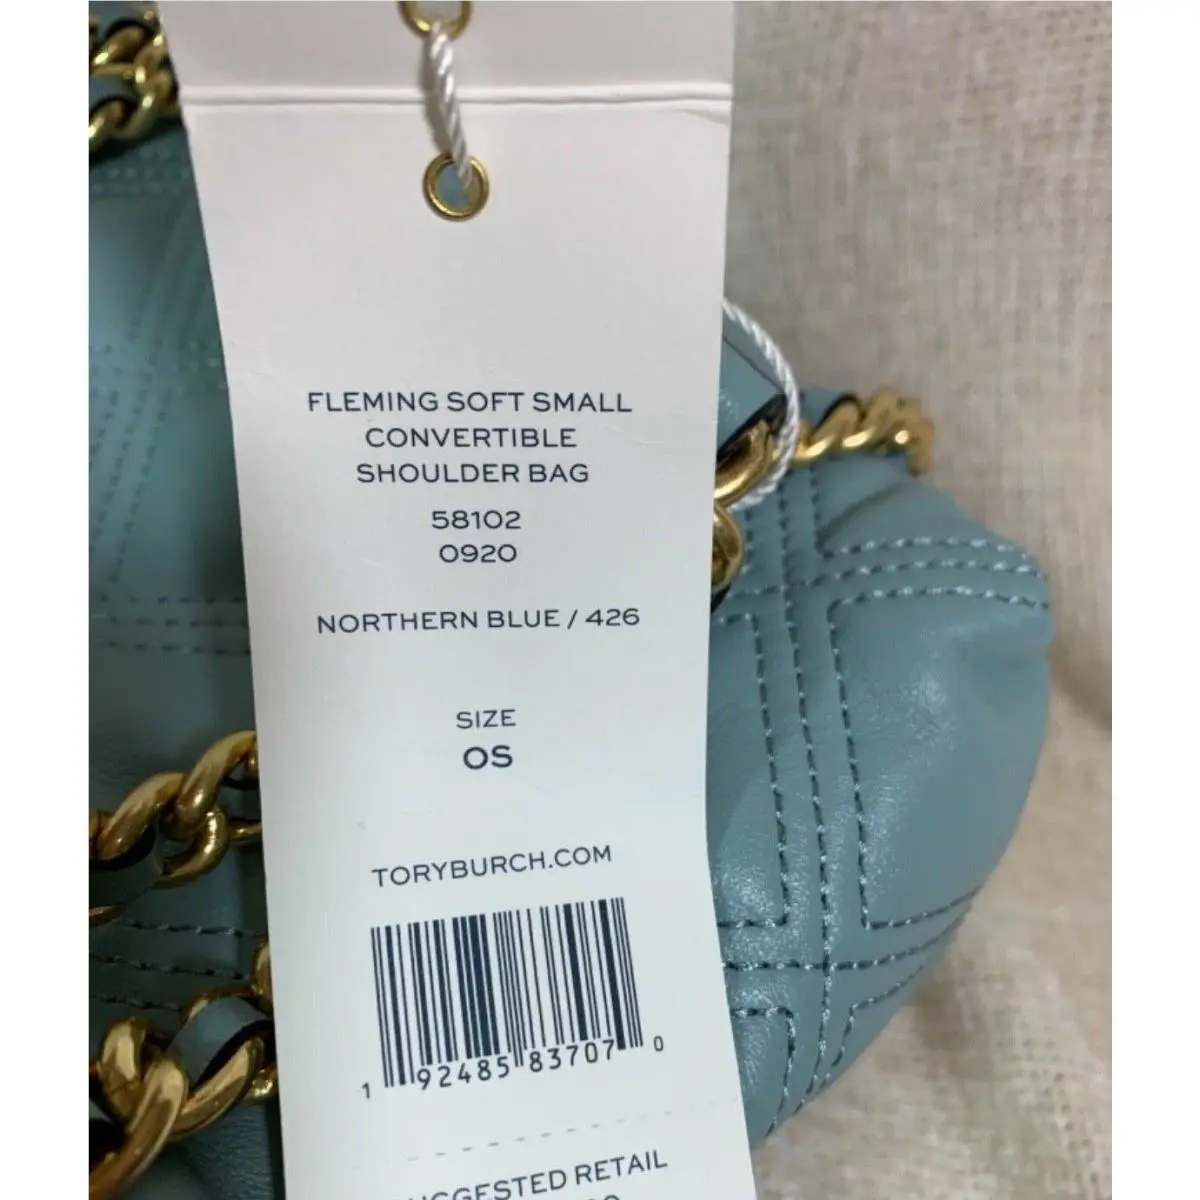 FLEMING SOFT SMALL
CONVERTIBLE
SHOULDER BAG
58102
0920
NORTHERN BLUE / 426
SIZE
OS
TORYBURCH.COM
1 92485 83707 0
RETAIL